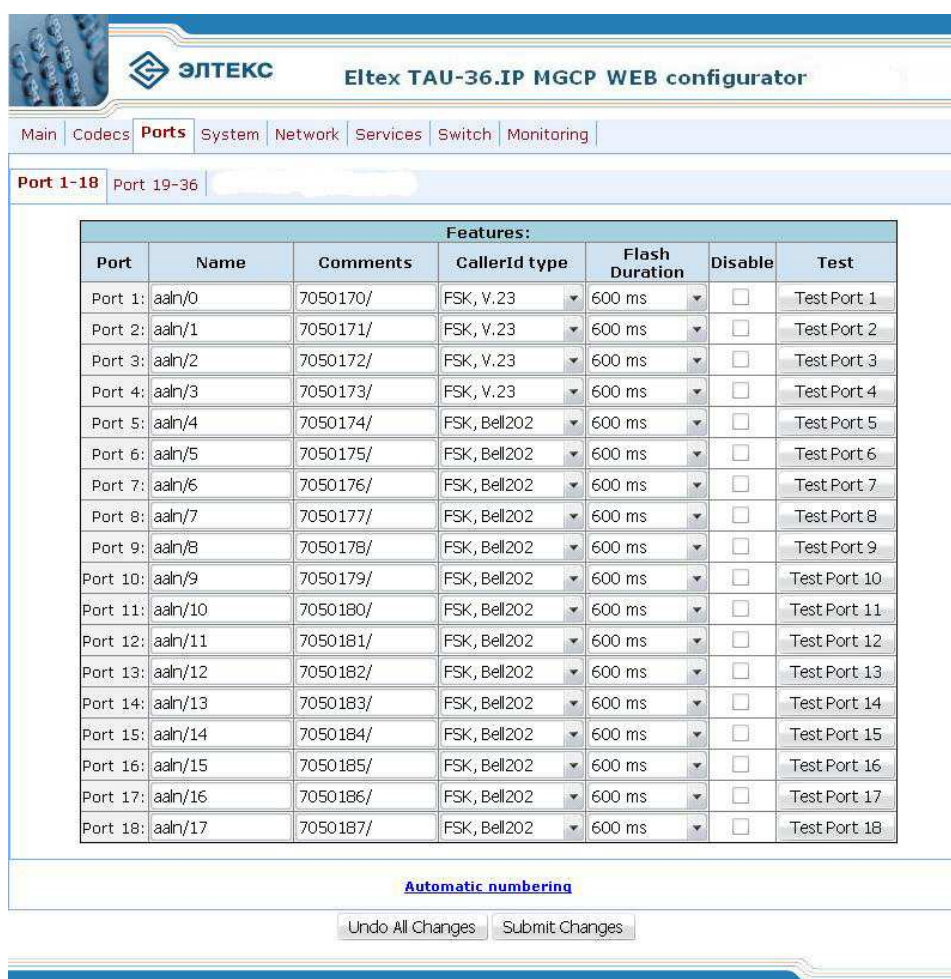 ЭЛТЕКС
Eltex TAU-36.IP MGCP WEB configurator
Main Codecs Ports System Network Services Switch Monitoring
Port 1-18 Port 19-36
Features:
Port Name Comments CallerId type Flash Duration Disable Test
Port 1: aaln/0 7050170/ FSK, V.23 600 ms Test Port 1
Port 2: aaln/1 7050171/ FSK, V.23 600 ms Test Port 2
Port 3: aaln/2 7050172/ FSK, V.23 600 ms Test Port 3
Port 4: aaln/3 7050173/ FSK, V.23 600 ms Test Port 4
Port 5: aaln/4 7050174/ FSK, Bell202 600 ms Test Port 5
Port 6: aaln/5 7050175/ FSK, Bell202 600 ms Test Port 6
Port 7: aaln/6 7050176/ FSK, Bell202 600 ms Test Port 7
Port 8: aaln/7 7050177/ FSK, Bell202 600 ms Test Port 8
Port 9: aaln/8 7050178/ FSK, Bell202 600 ms Test Port 9
Port 10: aaln/9 7050179/ FSK, Bell202 600 ms Test Port 10
Port 11: aaln/10 7050180/ FSK, Bell202 600 ms Test Port 11
Port 12: aaln/11 7050181/ FSK, Bell202 600 ms Test Port 12
Port 13: aaln/12 7050182/ FSK, Bell202 600 ms Test Port 13
Port 14: aaln/13 7050183/ FSK, Bell202 600 ms Test Port 14
Port 15: aaln/14 7050184/ FSK, Bell202 600 ms Test Port 15
Port 16: aaln/15 7050185/ FSK, Bell202 600 ms Test Port 16
Port 17: aaln/16 7050186/ FSK, Bell202 600 ms Test Port 17
Port 18: aaln/17 7050187/ FSK, Bell202 600 ms Test Port 18
Automatic numbering
Undo All Changes Submit Changes